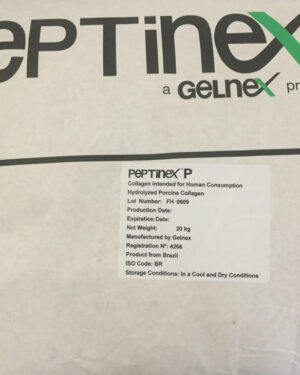 PEPTINEX
a GELNEX pr
PEPTINEX P
Collagen Intended for Human Consumption
Hydrolyzed Porcine Collagen
Lot Number: FH 0609
Production Date:
Expiration Date:
Net Weight: 20 kg
Manufactured by Gelnex
Registration Nº: 4266
Product from Brazil
ISO Code: BR
Storage Conditions: In a Cool and Dry Conditions